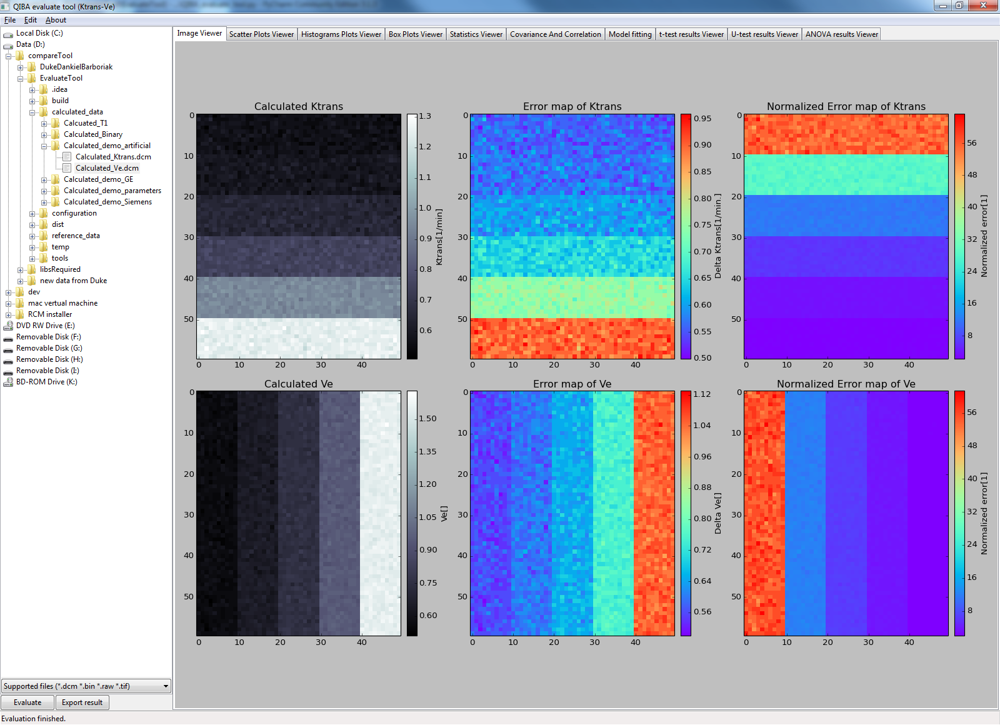 QIBA evaluate tool (Ktrans-Ve)
File Edit About
Local Disk (C:)
Data (D:)
compareTool
DukeDankielBarboriak
EvaluateTool
.idea
build
calculated_data
Calcuated_T1
Calculated_Binary
Calculated_demo_artificial
Calculated_Ktrans.dcm
Calculated_Ve.dcm
Calculated_demo_GE
Calculated_demo_parameters
Calculated_demo_Siemens
configuration
dist
reference_data
temp
tools
libsRequired
new data from Duke
dev
mac vertual machine
RCM installer
DVD RW Drive (E:)
Removable Disk (F:)
Removable Disk (G:)
Removable Disk (H:)
Removable Disk (I:)
BD-ROM Drive (K:)
Supported files (*.dcm *.bin *.raw *.tif)
Evaluate Export result
Evaluation finished.
Image Viewer Scatter Plots Viewer Histograms Plots Viewer Box Plots Viewer Statistics Viewer Covariance And Correlation Model fitting t-test results Viewer U-test results Viewer ANOVA results Viewer
Calculated Ktrans
0
10
20
30
40
50
0 10 20 30 40
1.3
1.2
1.1
1.0
0.9
0.8
0.7
0.6
Ktrans[1/min]
Error map of Ktrans
0
10
20
30
40
50
0 10 20 30 40
0.95
0.90
0.85
0.80
0.75
0.70
0.65
0.60
0.55
0.50
Delta Ktrans[1/min.]
Normalized Error map of Ktrans
0
10
20
30
40
50
0 10 20 30 40
56
48
40
32
24
16
8
Normalized error[1]
Calculated Ve
0
10
20
30
40
50
0 10 20 30 40
1.50
1.35
1.20
1.05
0.90
0.75
0.60
Ve[]
Error map of Ve
0
10
20
30
40
50
0 10 20 30 40
1.12
1.04
0.96
0.88
0.80
0.72
0.64
0.56
Delta Ve[]
Normalized Error map of Ve
0
10
20
30
40
50
0 10 20 30 40
56
48
40
32
24
16
8
Normalized error[1]